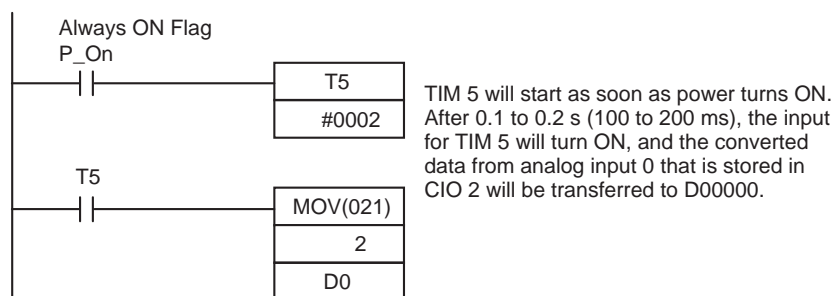 Always ON Flag
P_On
T5
#0002
TIM 5 will start as soon as power turns ON.
After 0.1 to 0.2 s (100 to 200 ms), the input
for TIM 5 will turn ON, and the converted
data from analog input 0 that is stored in
CIO 2 will be transferred to D00000.
T5
MOV(021)
2
D0